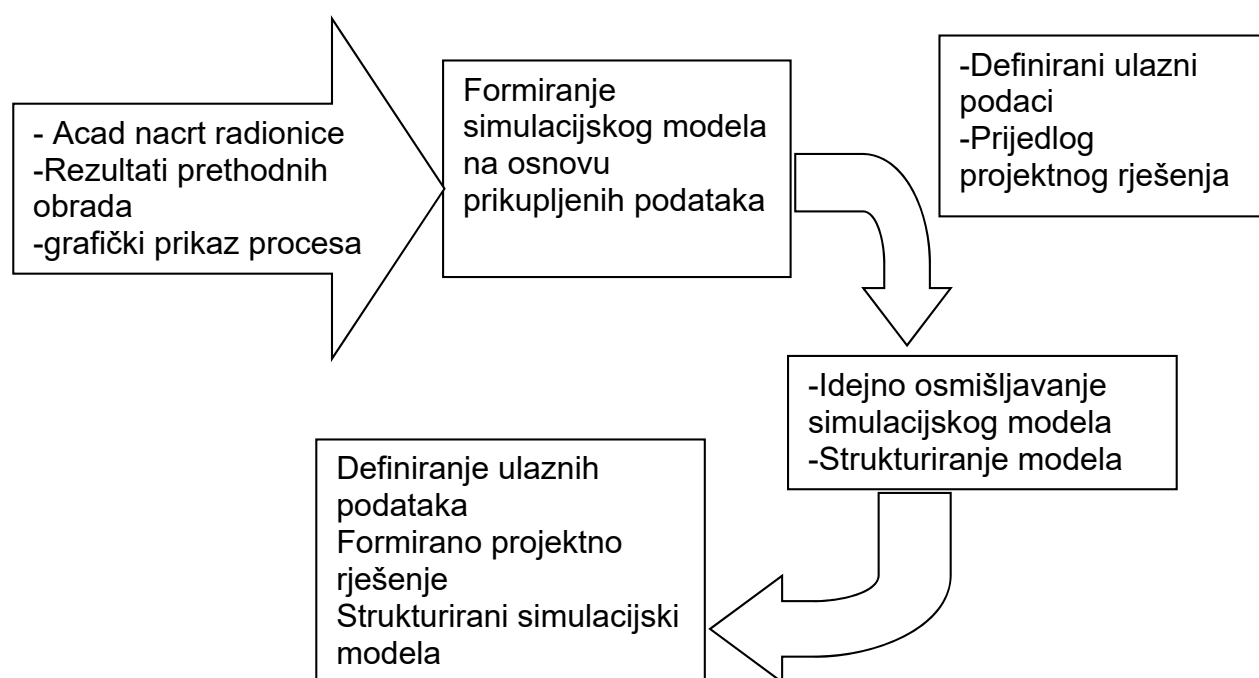 - Acad nacrt radionice
-Rezultati prethodnih
obrada
-grafički prikaz procesa
Formiranje
simulacijskog modela
na osnovu
prikupljenih podataka
-Definirani ulazni
podaci
-Prijedlog
projektnog rješenja
-Idejno osmišljavanje
simulacijskog modela
-Strukturiranje modela
Definiranje ulaznih
podataka
Formirano projektno
rješenje
Strukturirani simulacijski
modela